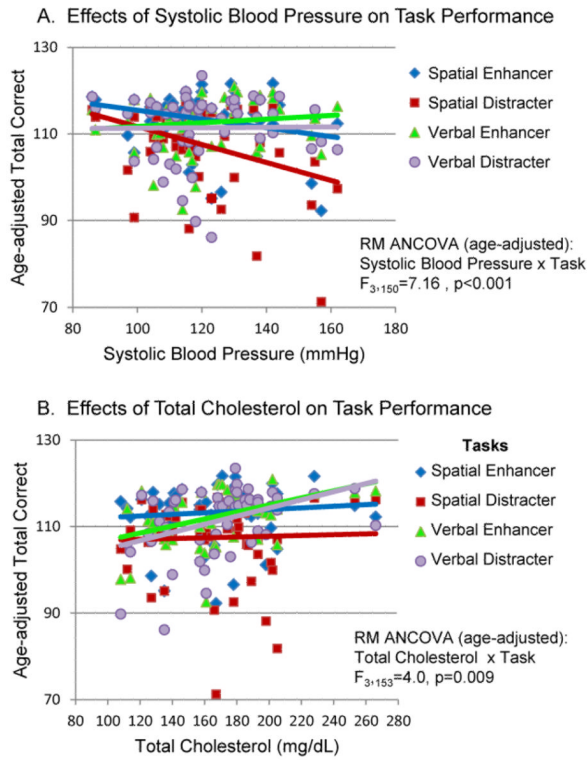 A. Effects of Systolic Blood Pressure on Task Performance
Age-adjusted Total Correct
130
110
90
70
80
100
120
140
160
180
Systolic Blood Pressure (mmHg)
Spatial Enhancer
Spatial Distracter
Verbal Enhancer
Verbal Distracter
RM ANCOVA (age-adjusted):
Systolic Blood Pressure x Task
F3,150=7.16 , p<0.001
B. Effects of Total Cholesterol on Task Performance
Age-adjusted Total Correct
130
110
90
70
100
120
140
160
180
200
220
240
260
280
Total Cholesterol (mg/dL)
Tasks
Spatial Enhancer
Spatial Distracter
Verbal Enhancer
Verbal Distracter
RM ANCOVA (age-adjusted):
Total Cholesterol x Task
F3,153=4.0, p=0.009